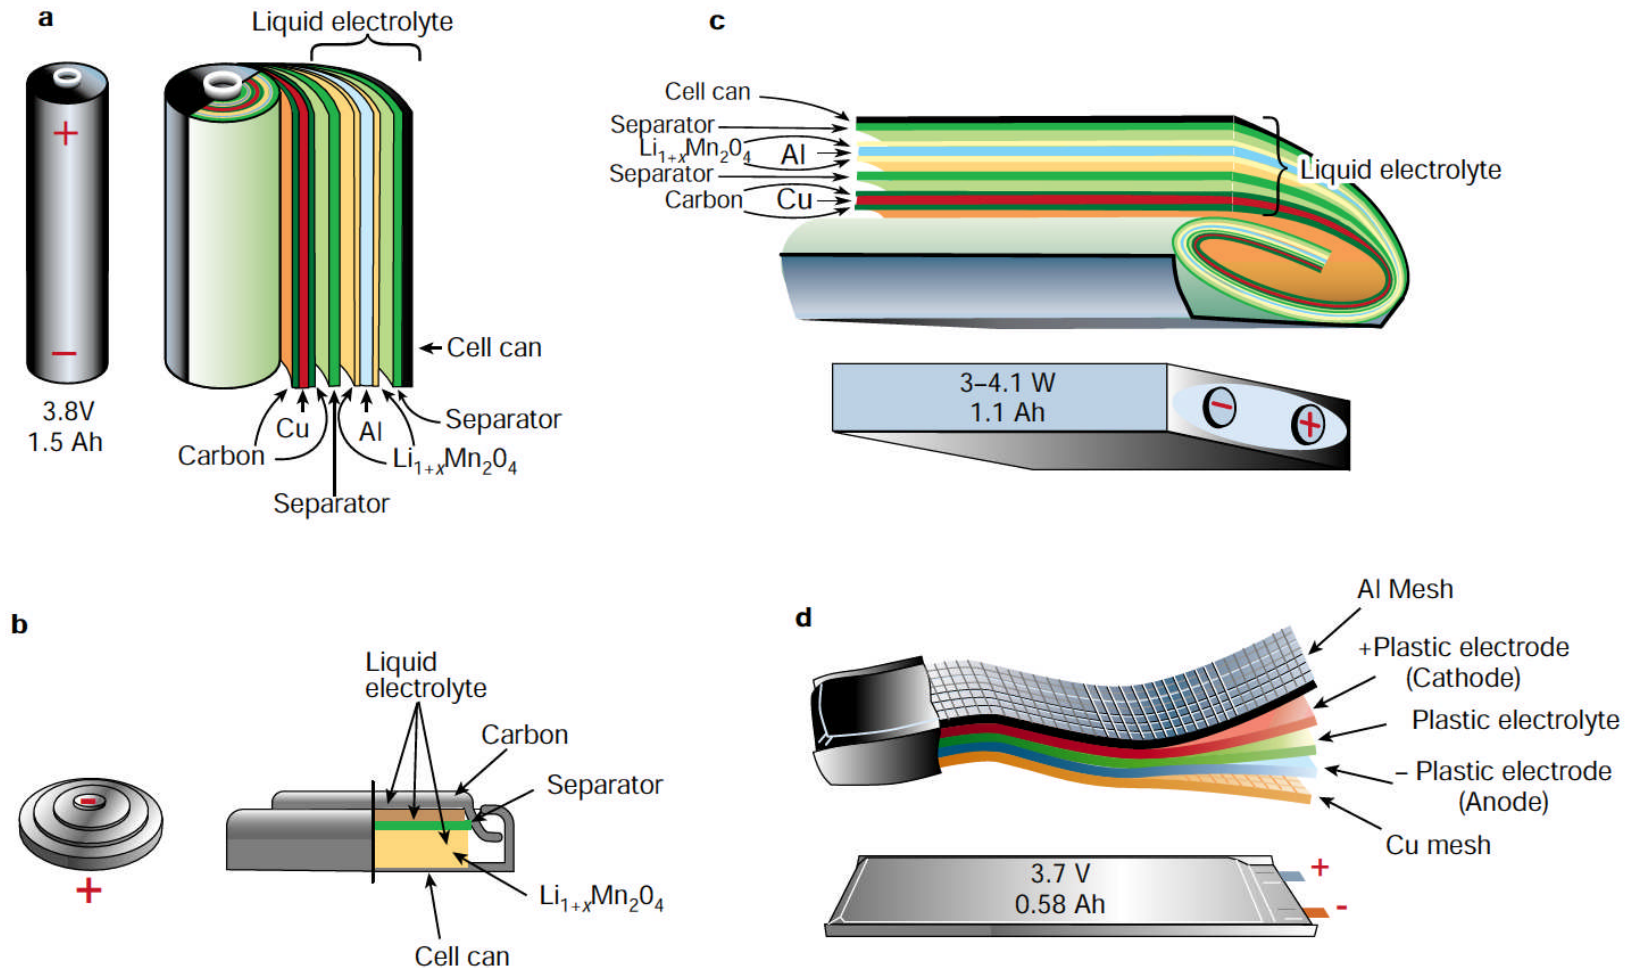 a
Liquid electrolyte
+
−
3.8V
1.5 Ah
Cell can
Separator
Cu
Al
Carbon
Li1+xMn2O4
Separator
c
Cell can
Separator
Li1+xMn2O4
Al
Separator
Carbon
Cu
Liquid electrolyte
3–4.1 W
1.1 Ah
−
+
b
Liquid
electrolyte
Carbon
Separator
Li1+xMn2O4
Cell can
-
+
d
Al Mesh
+Plastic electrode
(Cathode)
Plastic electrolyte
– Plastic electrode
(Anode)
Cu mesh
3.7 V
0.58 Ah
+
-